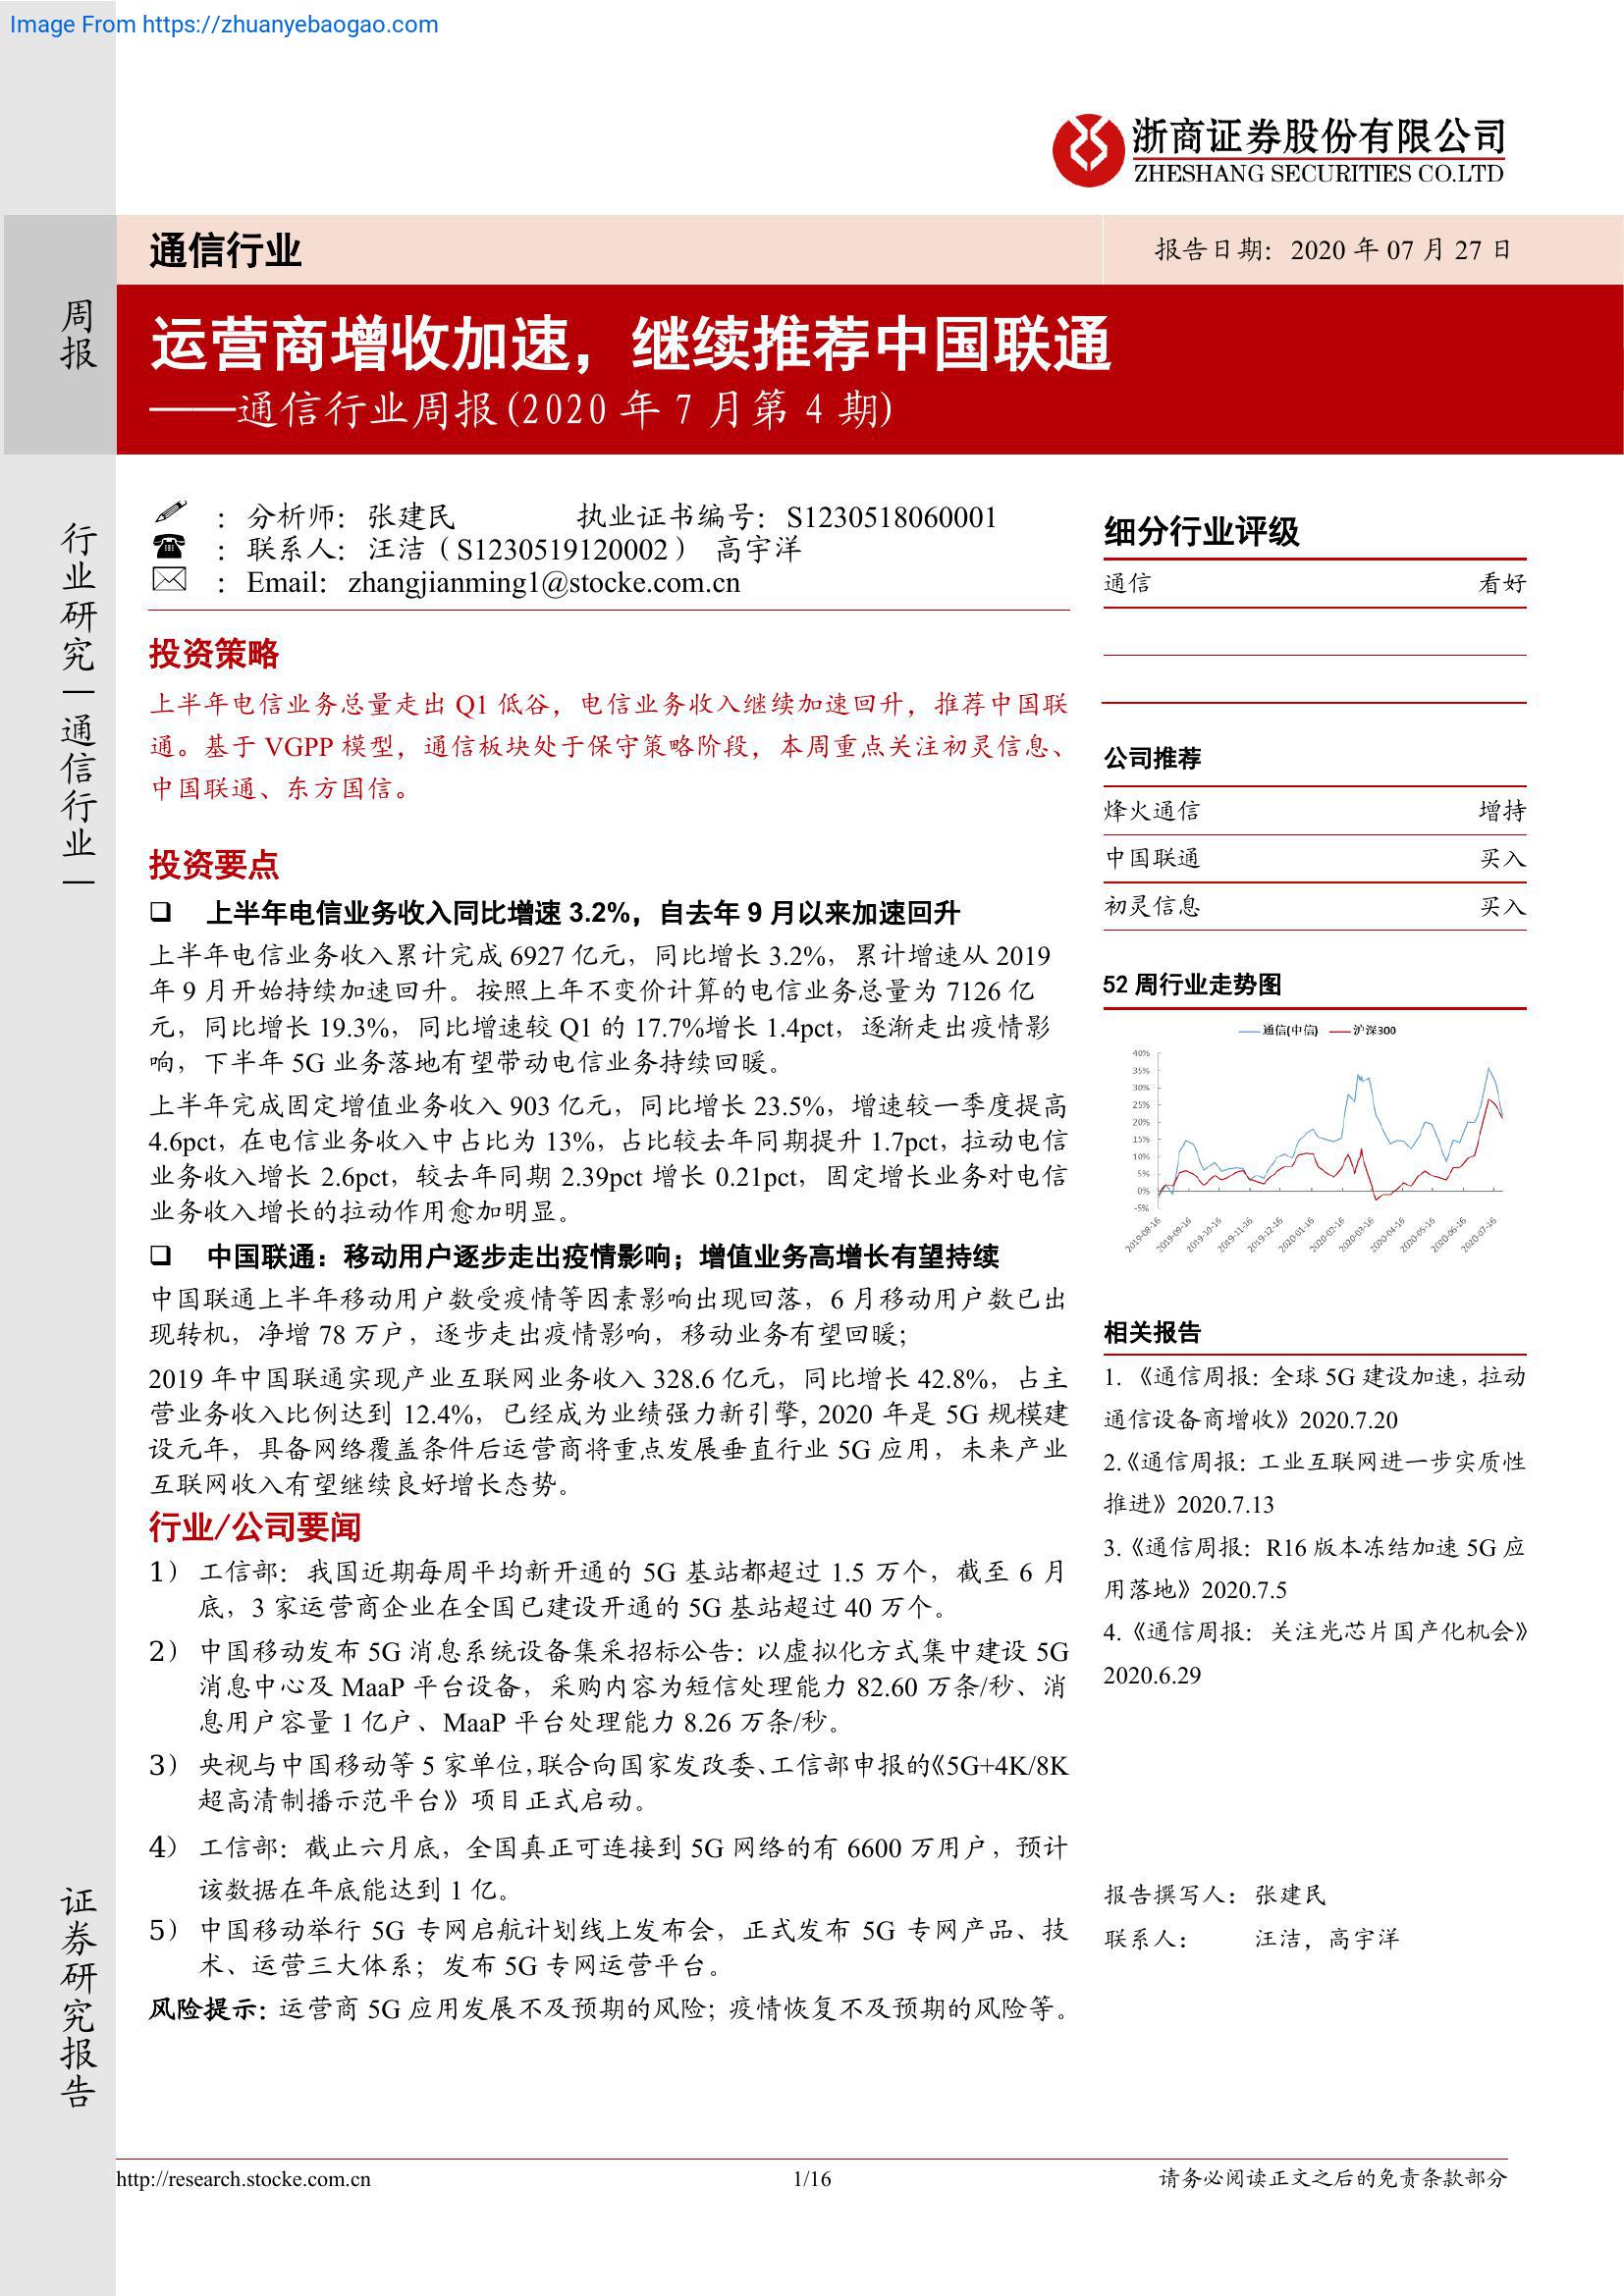 Image From https://zhuanyebaogao.com
浙商证券股份有限公司
ZHESHANG SECURITIES CO.LTD
通信行业
报告日期：2020 年 07 月 27 日
周报
运营商增收加速，继续推荐中国联通
——通信行业周报(2020 年 7 月第 4 期)
行业研究|通信行业|
证券研究报告
：分析师：张建民 执业证书编号：S1230518060001
：联系人：汪洁（S1230519120002） 高宇洋
：Email：zhangjianming1@stocke.com.cn
投资策略
上半年电信业务总量走出 Q1 低谷，电信业务收入继续加速回升，推荐中国联
通。基于 VGPP 模型，通信板块处于保守策略阶段，本周重点关注初灵信息、
中国联通、东方国信。
投资要点
❑ 上半年电信业务收入同比增速 3.2%，自去年 9 月以来加速回升
上半年电信业务收入累计完成 6927 亿元，同比增长 3.2%，累计增速从 2019
年 9 月开始持续加速回升。按照上年不变价计算的电信业务总量为 7126 亿
元，同比增长 19.3%，同比增速较 Q1 的 17.7%增长 1.4pct，逐渐走出疫情影
响，下半年 5G 业务落地有望带动电信业务持续回暖。
上半年完成固定增值业务收入 903 亿元，同比增长 23.5%，增速较一季度提高
4.6pct，在电信业务收入中占比为 13%，占比较去年同期提升 1.7pct，拉动电信
业务收入增长 2.6pct，较去年同期 2.39pct 增长 0.21pct，固定增长业务对电信
业务收入增长的拉动作用愈加明显。
❑ 中国联通：移动用户逐步走出疫情影响；增值业务高增长有望持续
中国联通上半年移动用户数受疫情等因素影响出现回落，6 月移动用户数已出
现转机，净增 78 万户，逐步走出疫情影响，移动业务有望回暖；
2019 年中国联通实现产业互联网业务收入 328.6 亿元，同比增长 42.8%，占主
营业务收入比例达到 12.4%，已经成为业绩强力新引擎, 2020 年是 5G 规模建
设元年，具备网络覆盖条件后运营商将重点发展垂直行业 5G 应用，未来产业
互联网收入有望继续良好增长态势。
行业/公司要闻
1） 工信部：我国近期每周平均新开通的 5G 基站都超过 1.5 万个，截至 6 月
底，3 家运营商企业在全国已建设开通的 5G 基站超过 40 万个。
2） 中国移动发布 5G 消息系统设备集采招标公告：以虚拟化方式集中建设 5G
消息中心及 MaaP 平台设备，采购内容为短信处理能力 82.60 万条/秒、消
息用户容量 1 亿户、MaaP 平台处理能力 8.26 万条/秒。
3） 央视与中国移动等 5 家单位,联合向国家发改委、工信部申报的《5G+4K/8K
超高清制播示范平台》项目正式启动。
4） 工信部：截止六月底，全国真正可连接到 5G 网络的有 6600 万用户，预计
该数据在年底能达到 1 亿。
5） 中国移动举行 5G 专网启航计划线上发布会，正式发布 5G 专网产品、技
术、运营三大体系；发布 5G 专网运营平台。
风险提示：运营商 5G 应用发展不及预期的风险；疫情恢复不及预期的风险等。
细分行业评级
通信 看好
公司推荐
烽火通信 增持
中国联通 买入
初灵信息 买入
52 周行业走势图
通信(中信) 沪深300
40%
35%
30%
25%
20%
15%
10%
5%
0%
-5%
2019-08-16 2019-09-16 2019-10-16 2019-11-16 2019-12-16 2020-01-16 2020-02-16 2020-03-16 2020-04-16 2020-05-16 2020-06-16 2020-07-16
相关报告
1. 《通信周报：全球 5G 建设加速，拉动
通信设备商增收》2020.7.20
2.《通信周报：工业互联网进一步实质性
推进》2020.7.13
3.《通信周报：R16 版本冻结加速 5G 应
用落地》2020.7.5
4.《通信周报：关注光芯片国产化机会》
2020.6.29
报告撰写人：张建民
联系人： 汪洁，高宇洋
http://research.stocke.com.cn
1/16
请务必阅读正文之后的免责条款部分